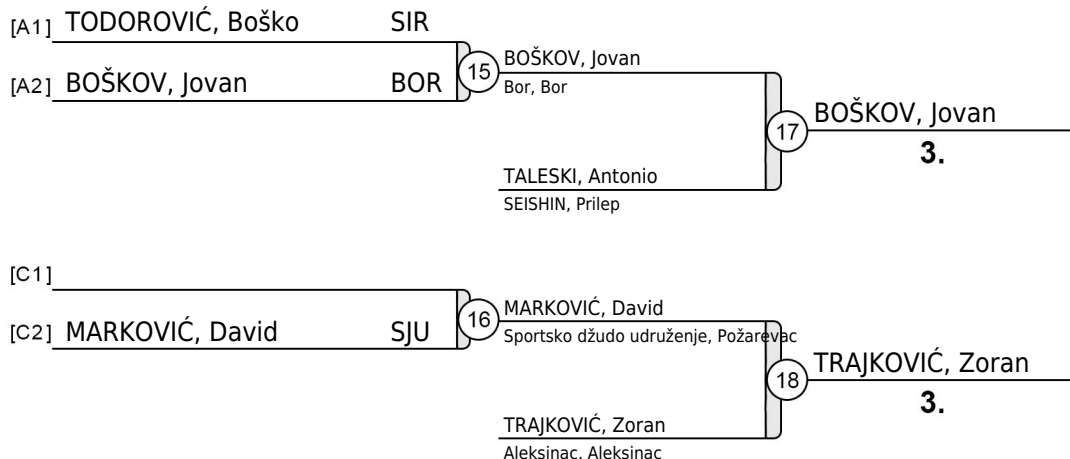 [A1] TODOROVIĆ, Boško SIR
[A2] BOŠKOV, Jovan BOR
15
BOŠKOV, Jovan
Bor, Bor
17
BOŠKOV, Jovan
3.
TALESKI, Antonio
SEISHIN, Prilep
[C1]
[C2] MARKOVIĆ, David SJU
16
MARKOVIĆ, David
Sportsko džudo udruženje, Požarevac
18
TRAJKOVIĆ, Zoran
3.
TRAJKOVIĆ, Zoran
Aleksinac, Aleksinac